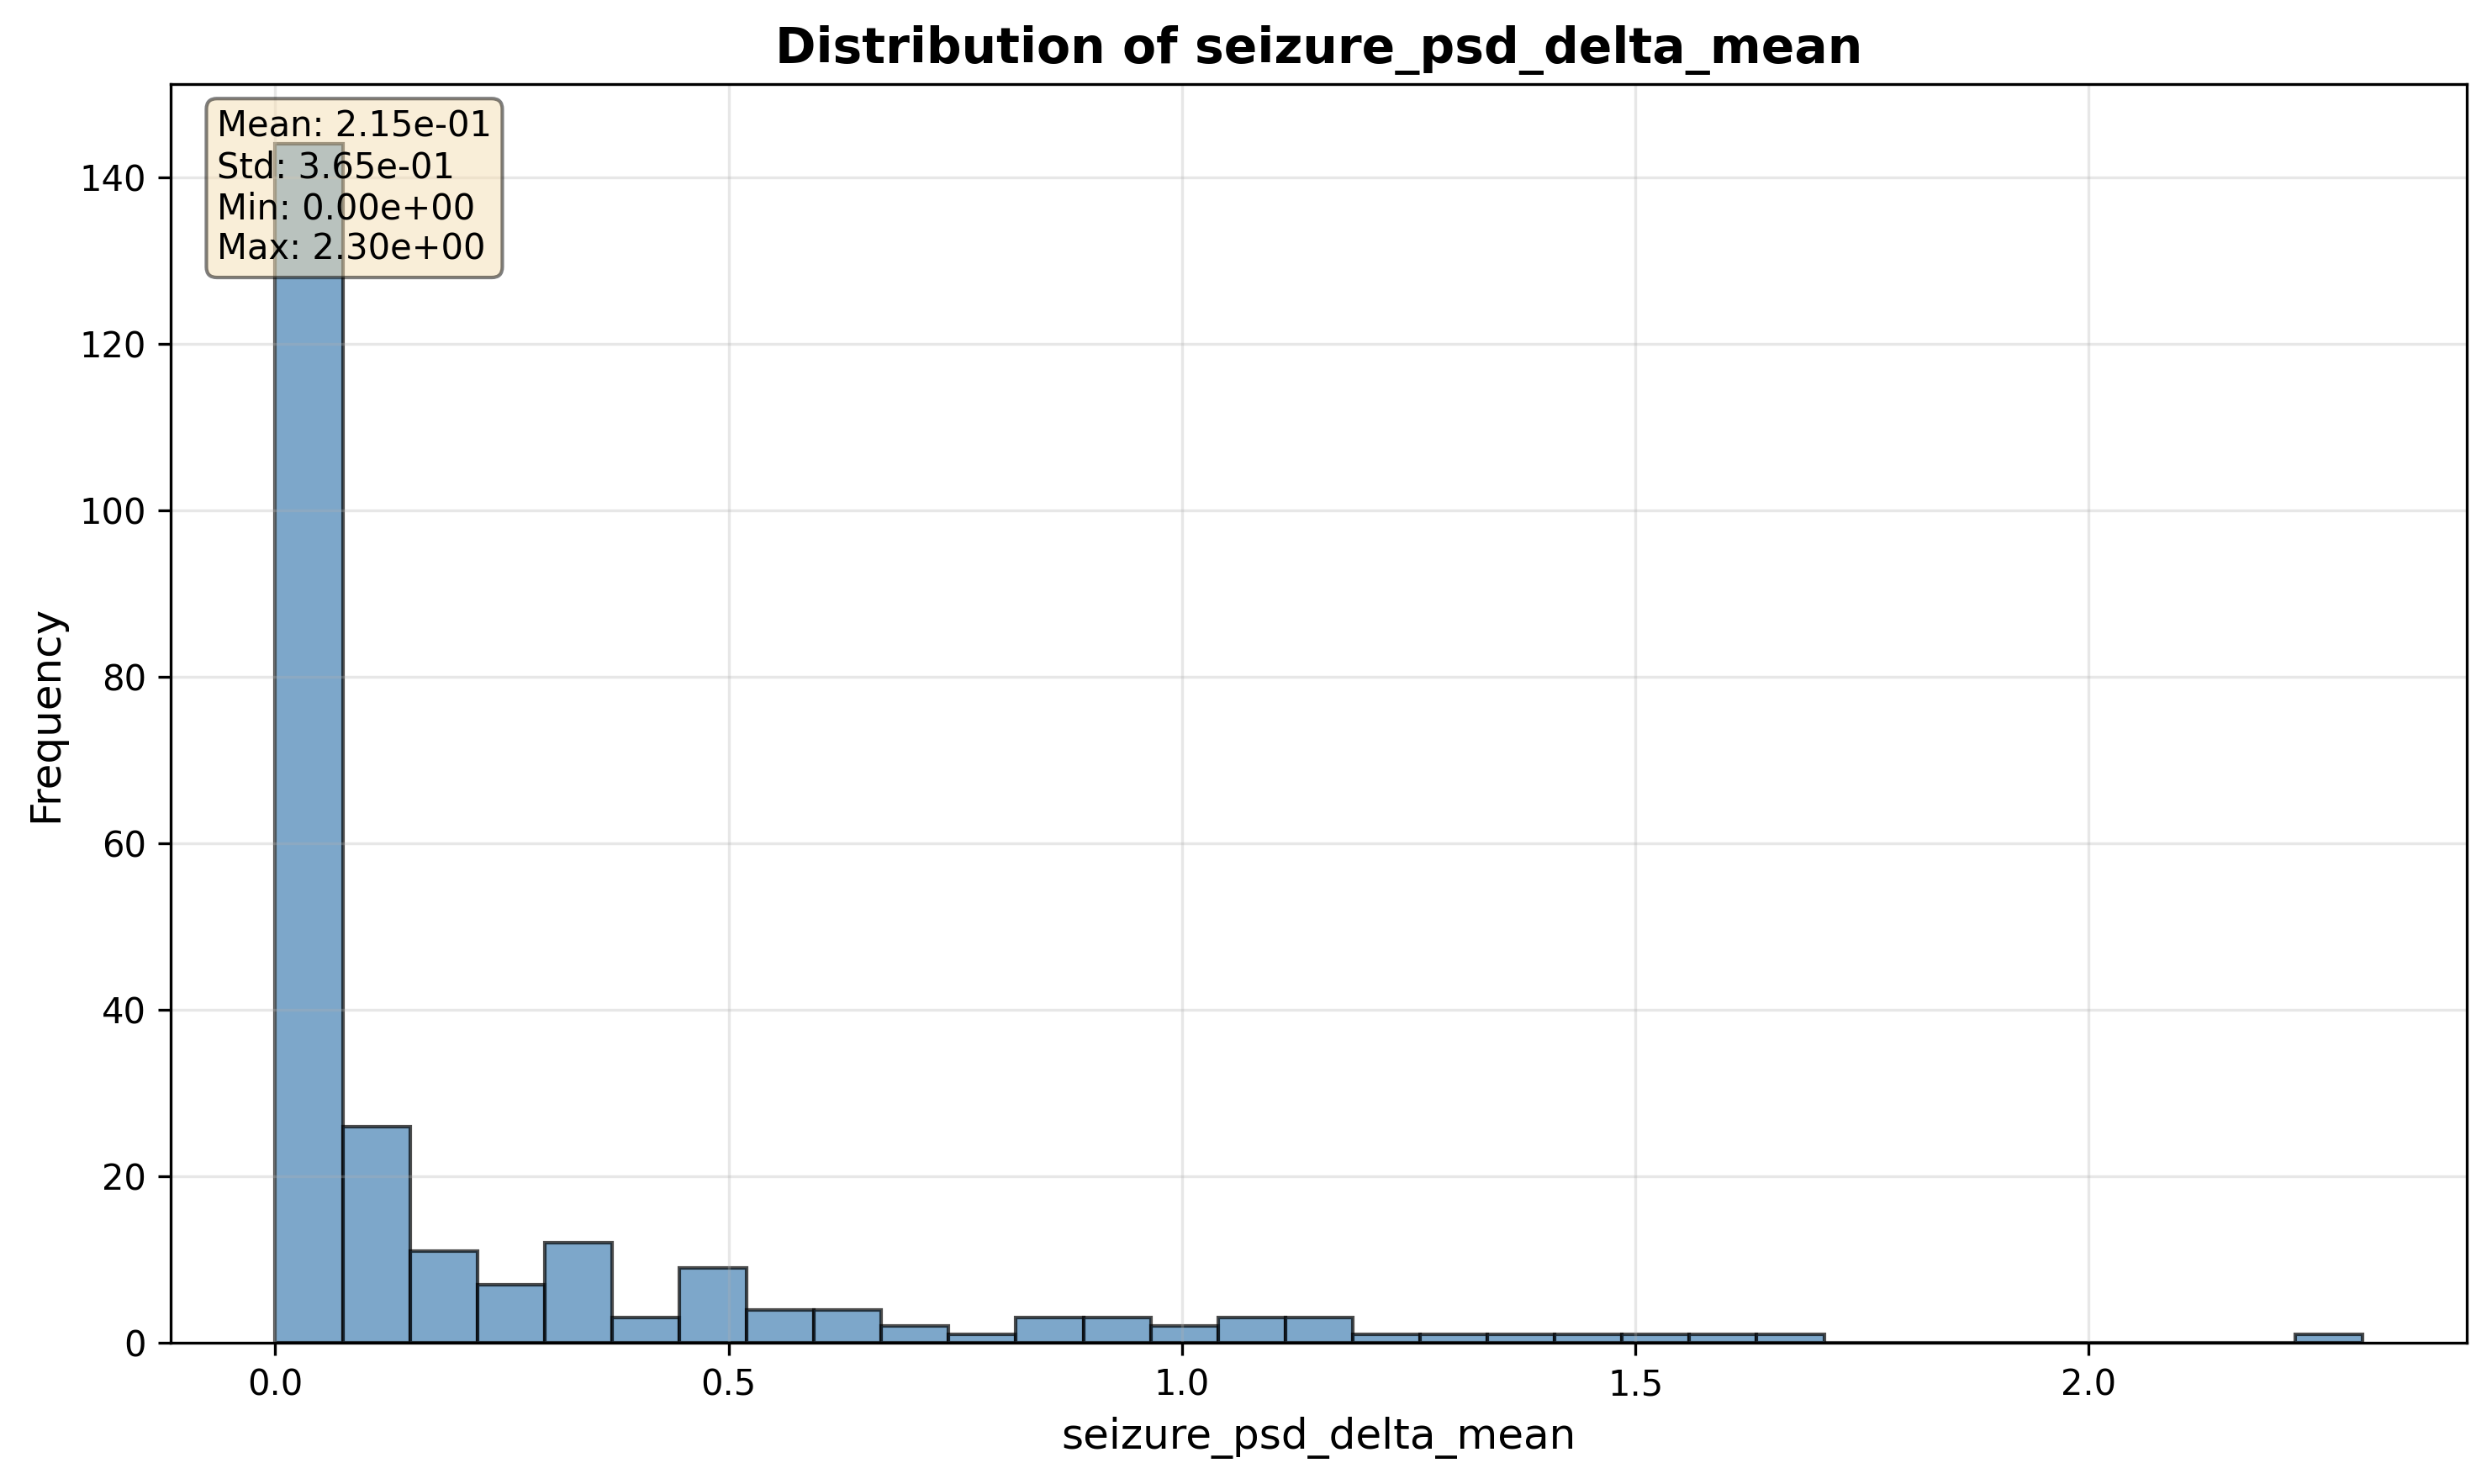 Distribution of seizure_psd_delta_mean
Mean: 2.15e-01
Std: 3.65e-01
Min: 0.00e+00
Max: 2.30e+00
140
120
100
80
60
40
20
0
Frequency
0.0 0.5 1.0 1.5 2.0
seizure_psd_delta_mean